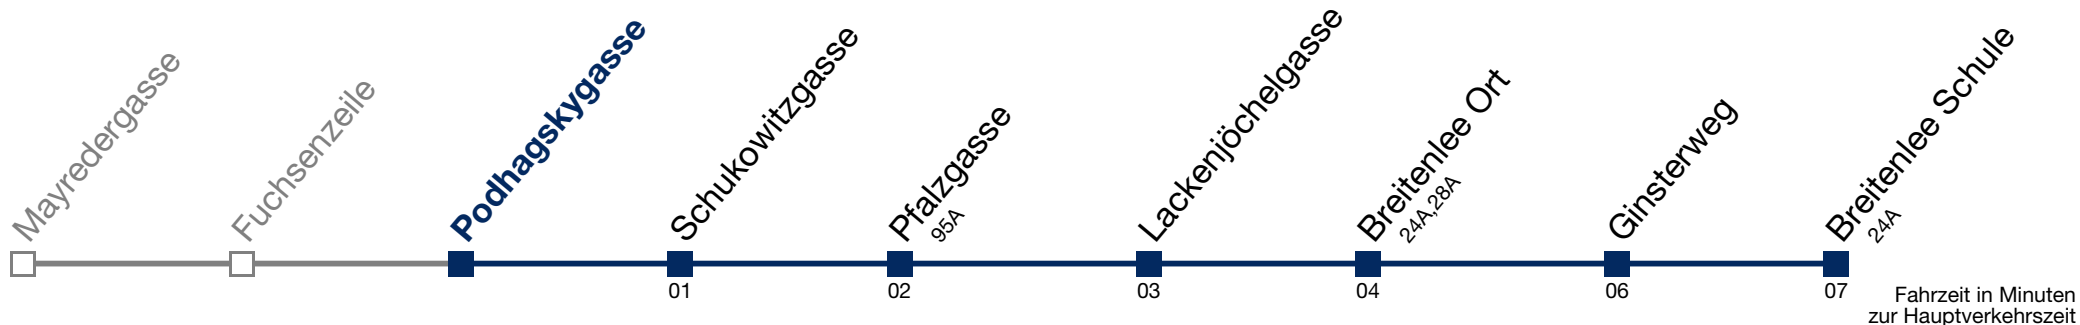 Mayredergasse
Fuchsenzeile
Podhagskygasse
Schukowitzgasse
Pfalzgasse
95A
Lackenjöchelgasse
Breitenlee Ort
24A,28A
Ginsterweg
Breitenlee Schule
24A
01
02
03
04
06
07
Fahrzeit in Minuten
zur Hauptverkehrszeit